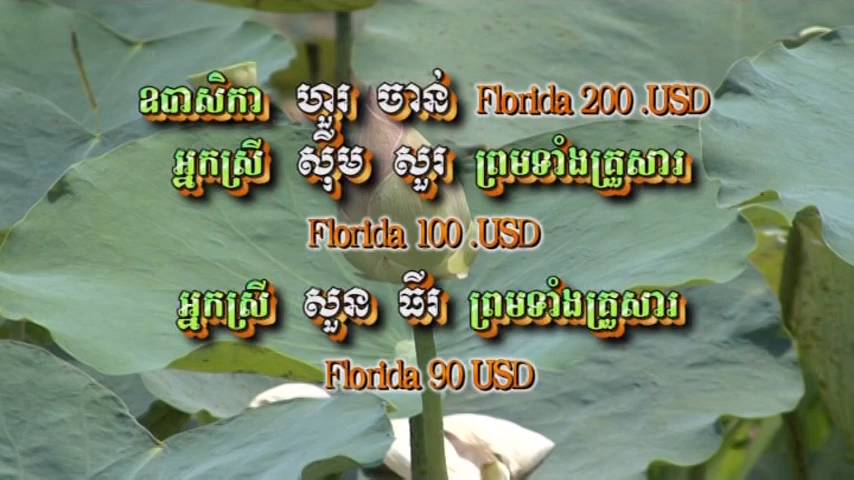 ឧបាសិកា ហួរ ចាន់ Florida 200 .USD
អ្នកស្រី ស៊ឹម សួរ ព្រមទាំងគ្រួសារ
Florida 100 .USD
អ្នកស្រី សួន ធីរ ព្រមទាំងគ្រួសារ
Florida 90 USD